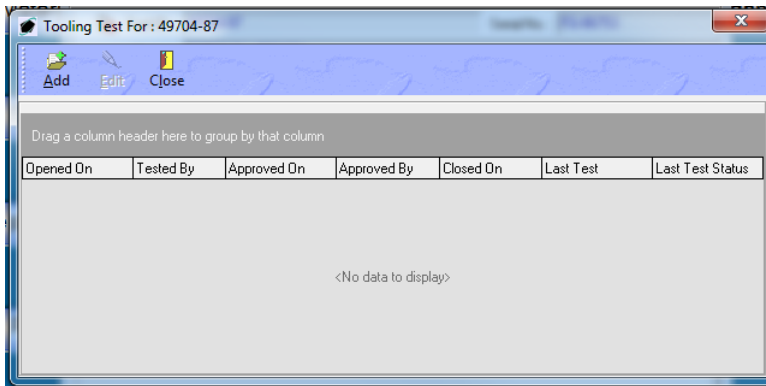 Tooling Test For : 49704-87
Add Edit Close
Drag a column header here to group by that column
Opened On Tested By Approved On Approved By Closed On Last Test Last Test Status
<No data to display>